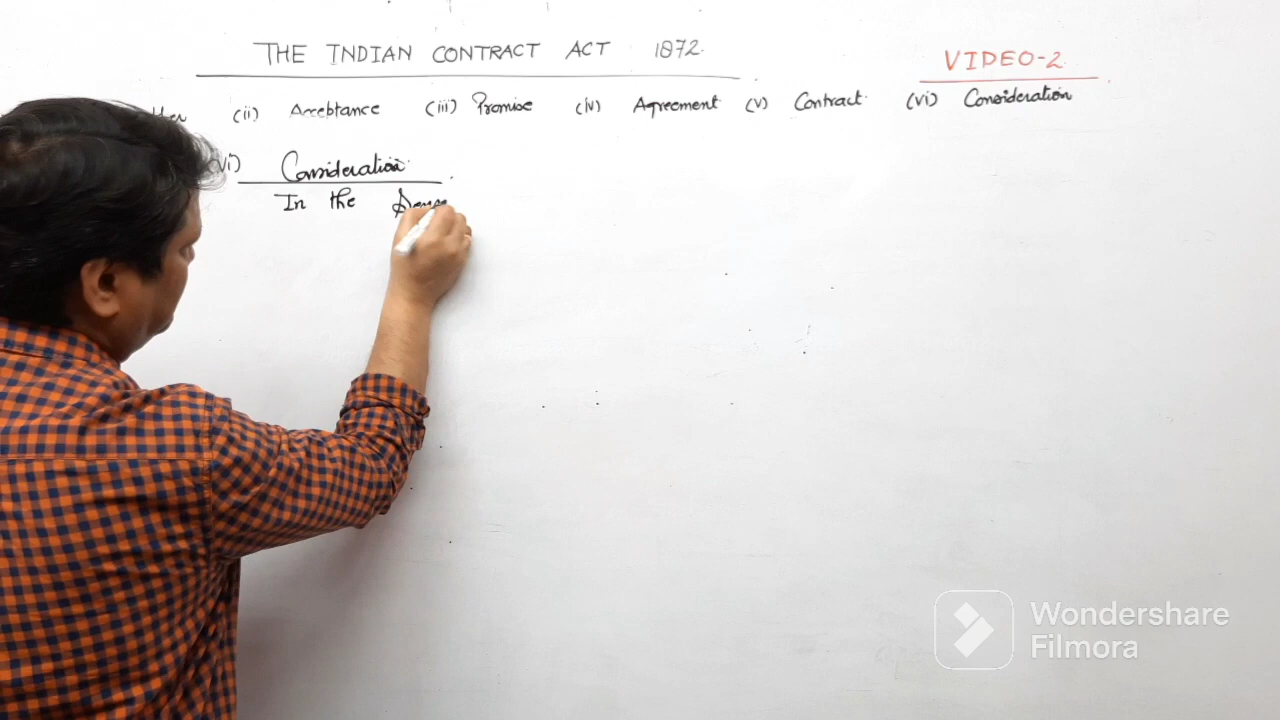 THE INDIAN CONTRACT ACT 1872.
VIDEO-2
(ii) Acceptance (iii) Promise (iv) Agreement (v) Contract (vi) Consideration
vi) Consideration
In the
Wondershare
Filmora